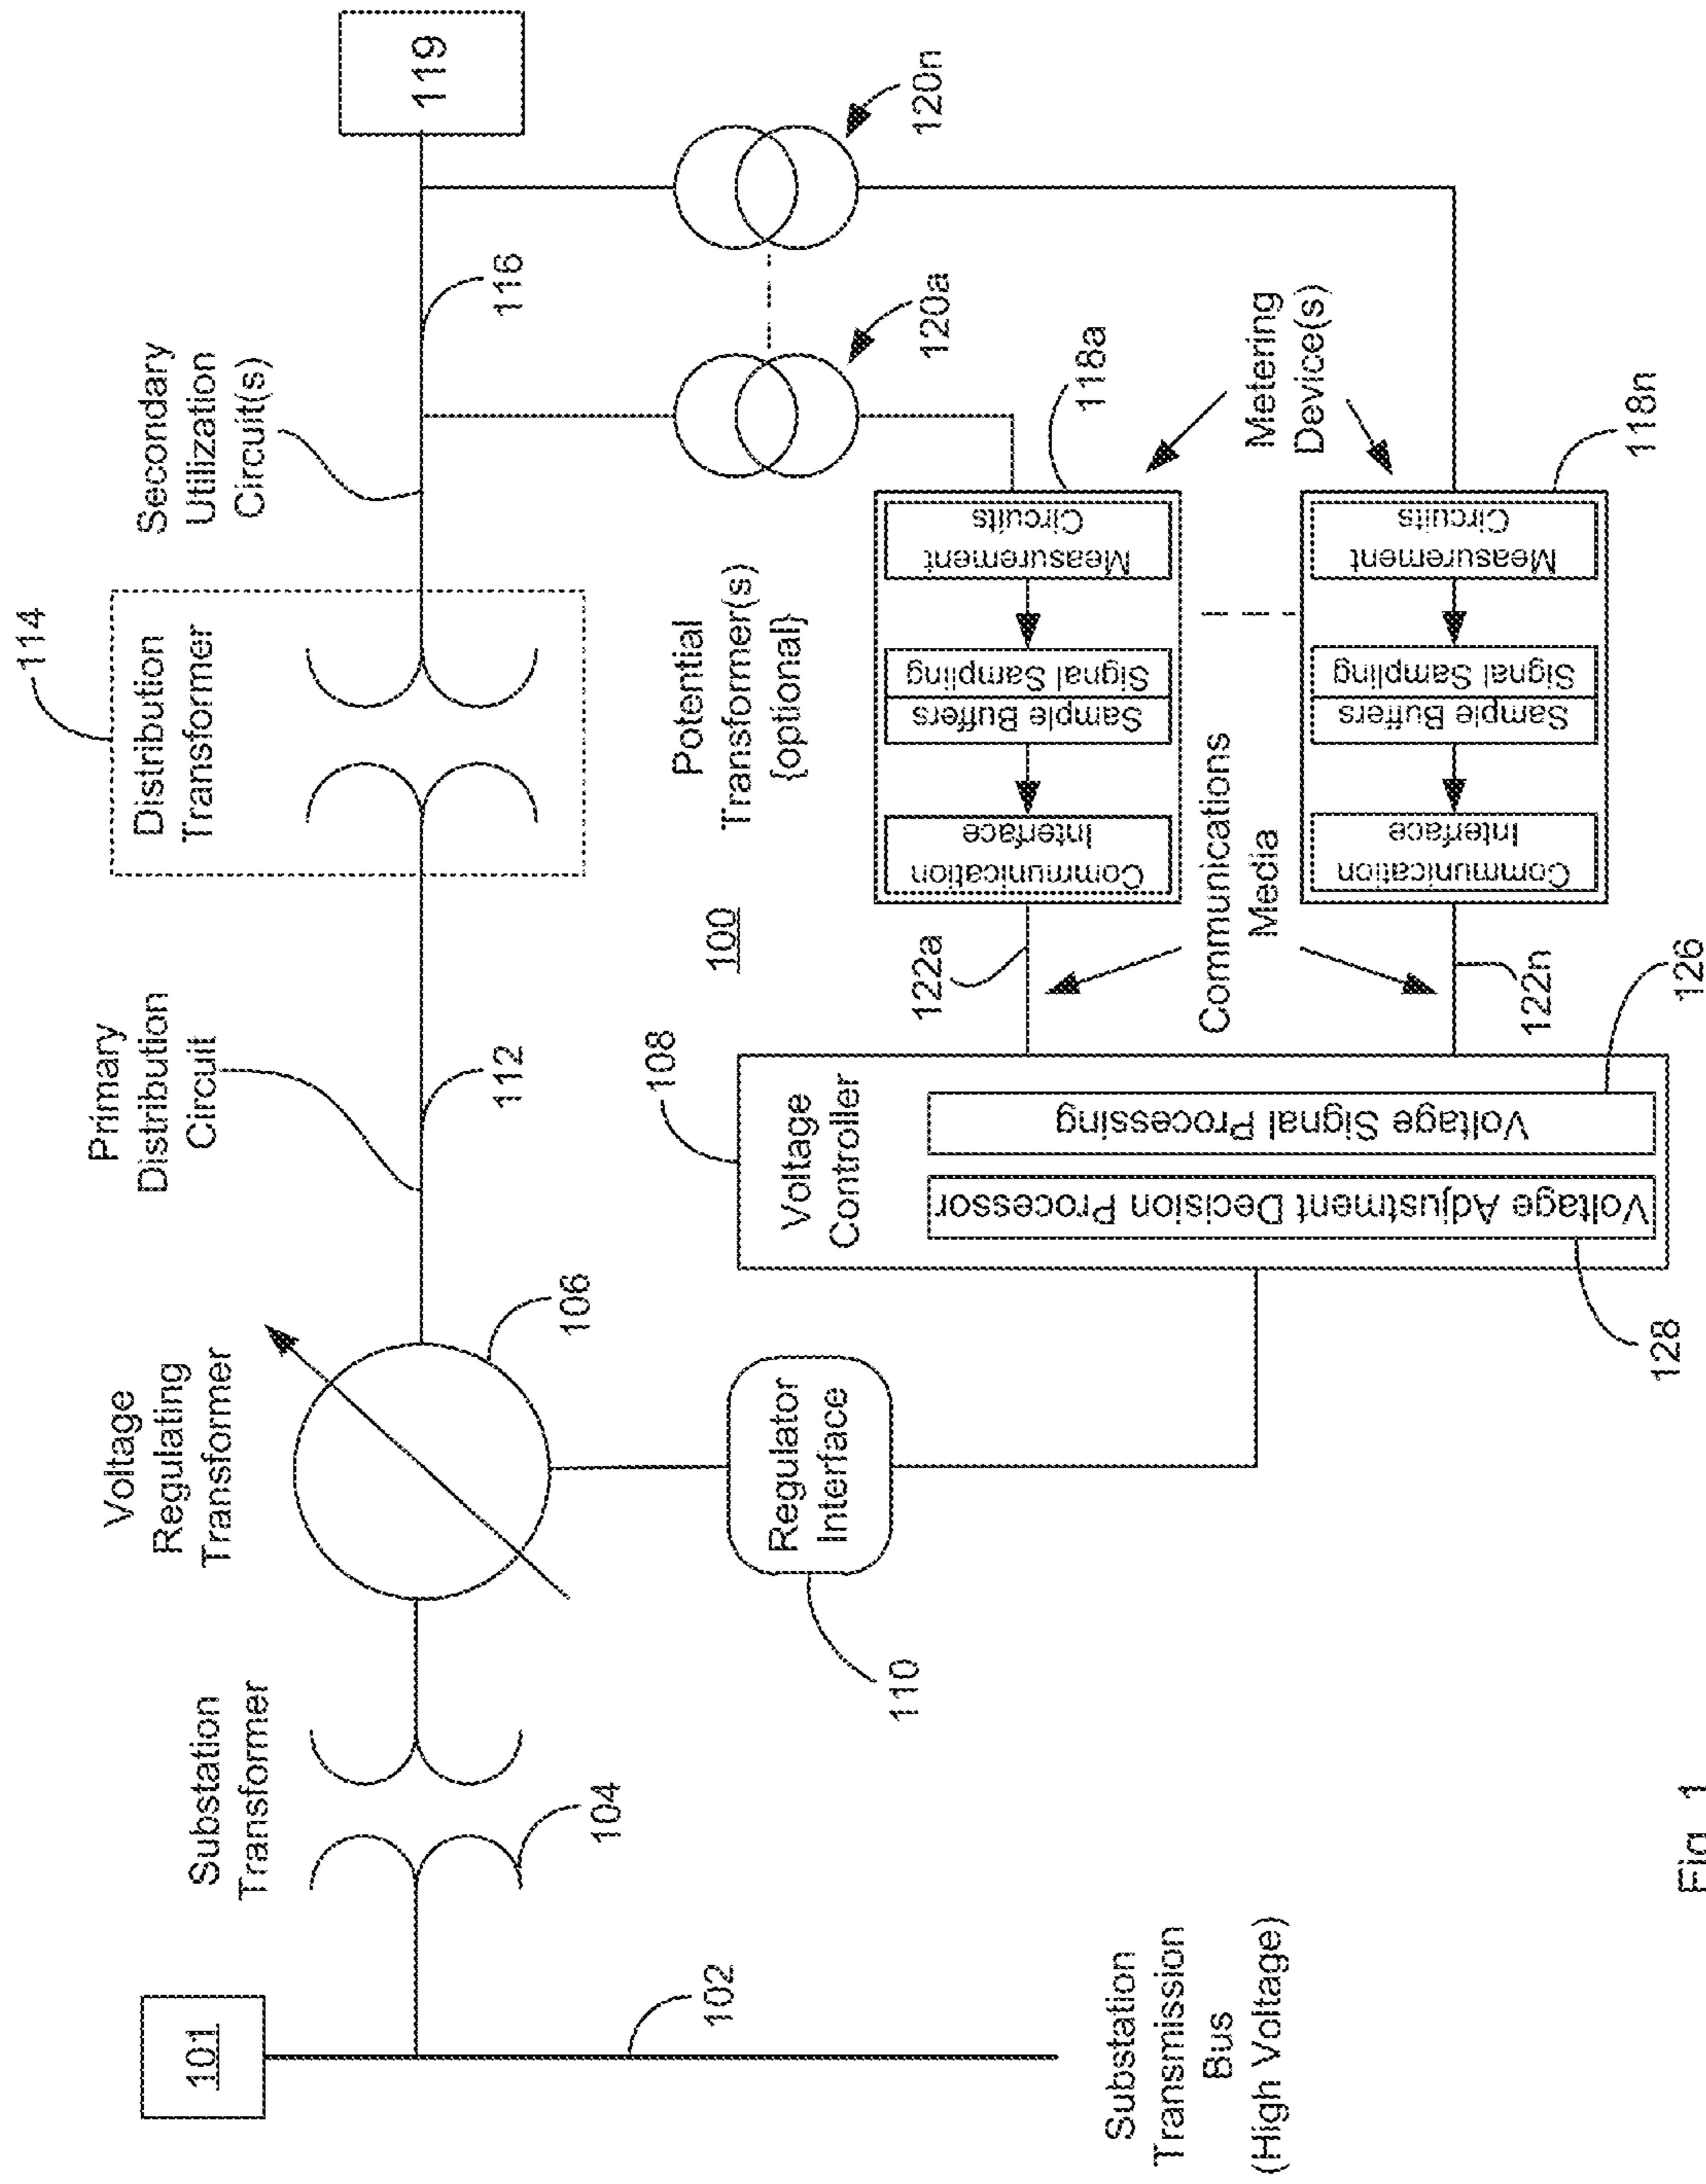 101
102
Substation
Transmission
Bus
(High Voltage)
Substation
Transformer
104
Voltage
Regulating
Transformer
106
Regulator
Interface
110
Primary
Distribution
Circuit
112
114
Distribution
Transformer
Secondary
Utilization
Circuit(s)
116
119
120n
120a
Potential
Transformer(s)
{optional}
100
108
Voltage
Controller
Voltage Adjustment Decision Processor
Voltage Signal Processing
128
126
122a
122n
Communications
Media
Communication
Interface
Sample Buffers
Signal Sampling
Measurement
Circuits
118a
Metering
Device(s)
Communication
Interface
Sample Buffers
Signal Sampling
Measurement
Circuits
118n
Fig. 1